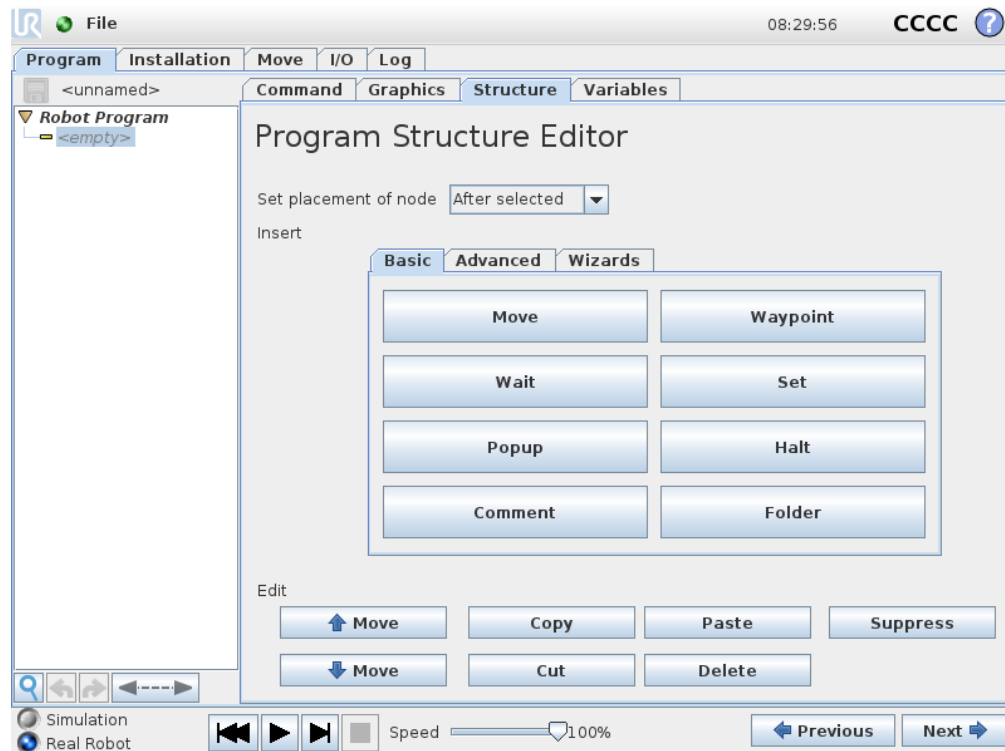 UR File 08:29:56 CCCC ?
Program Installation Move I/O Log
<unnamed> Command Graphics Structure Variables
Robot Program
<empty>
Program Structure Editor
Set placement of node After selected
Insert
Basic Advanced Wizards
Move Waypoint
Wait Set
Popup Halt
Comment Folder
Edit
Move Copy Paste Suppress
Move Cut Delete
Simulation
Real Robot
Speed 100% Previous Next